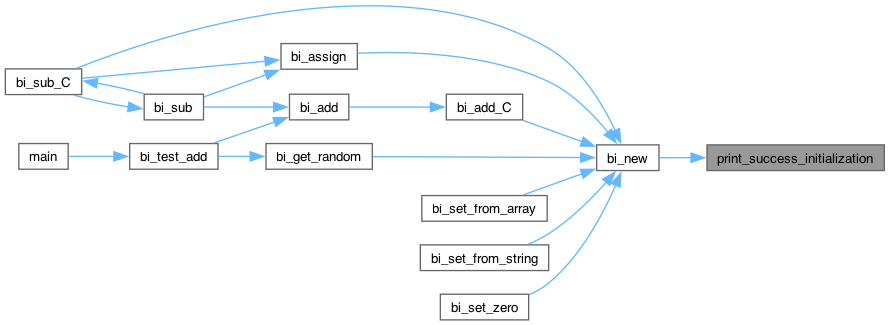 bi_sub_C
bi_assign
bi_sub
bi_add
bi_add_C
main
bi_test_add
bi_get_random
bi_new
print_success_initialization
bi_set_from_array
bi_set_from_string
bi_set_zero